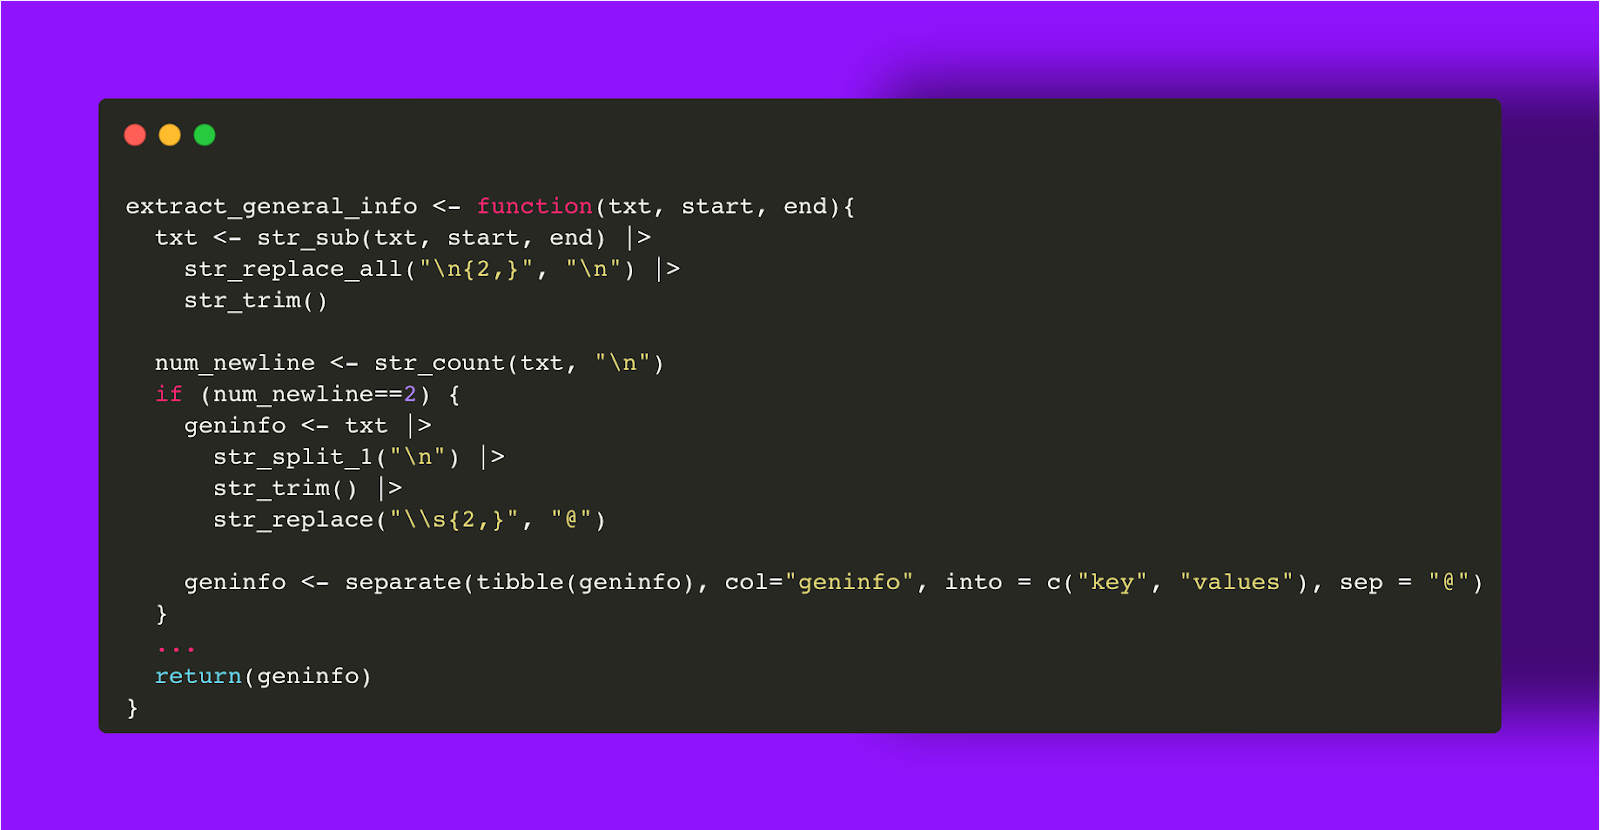 extract_general_info <- function(txt, start, end){
  txt <- str_sub(txt, start, end) |>
    str_replace_all("\n{2,}", "\n") |>
    str_trim()

  num_newline <- str_count(txt, "\n")
  if (num_newline==2) {
    geninfo <- txt |>
      str_split_1("\n") |>
      str_trim() |>
      str_replace("\\s{2,}", "@")

    geninfo <- separate(tibble(geninfo), col="geninfo", into = c("key", "values"), sep = "@")
  }
  ...
  return(geninfo)
}